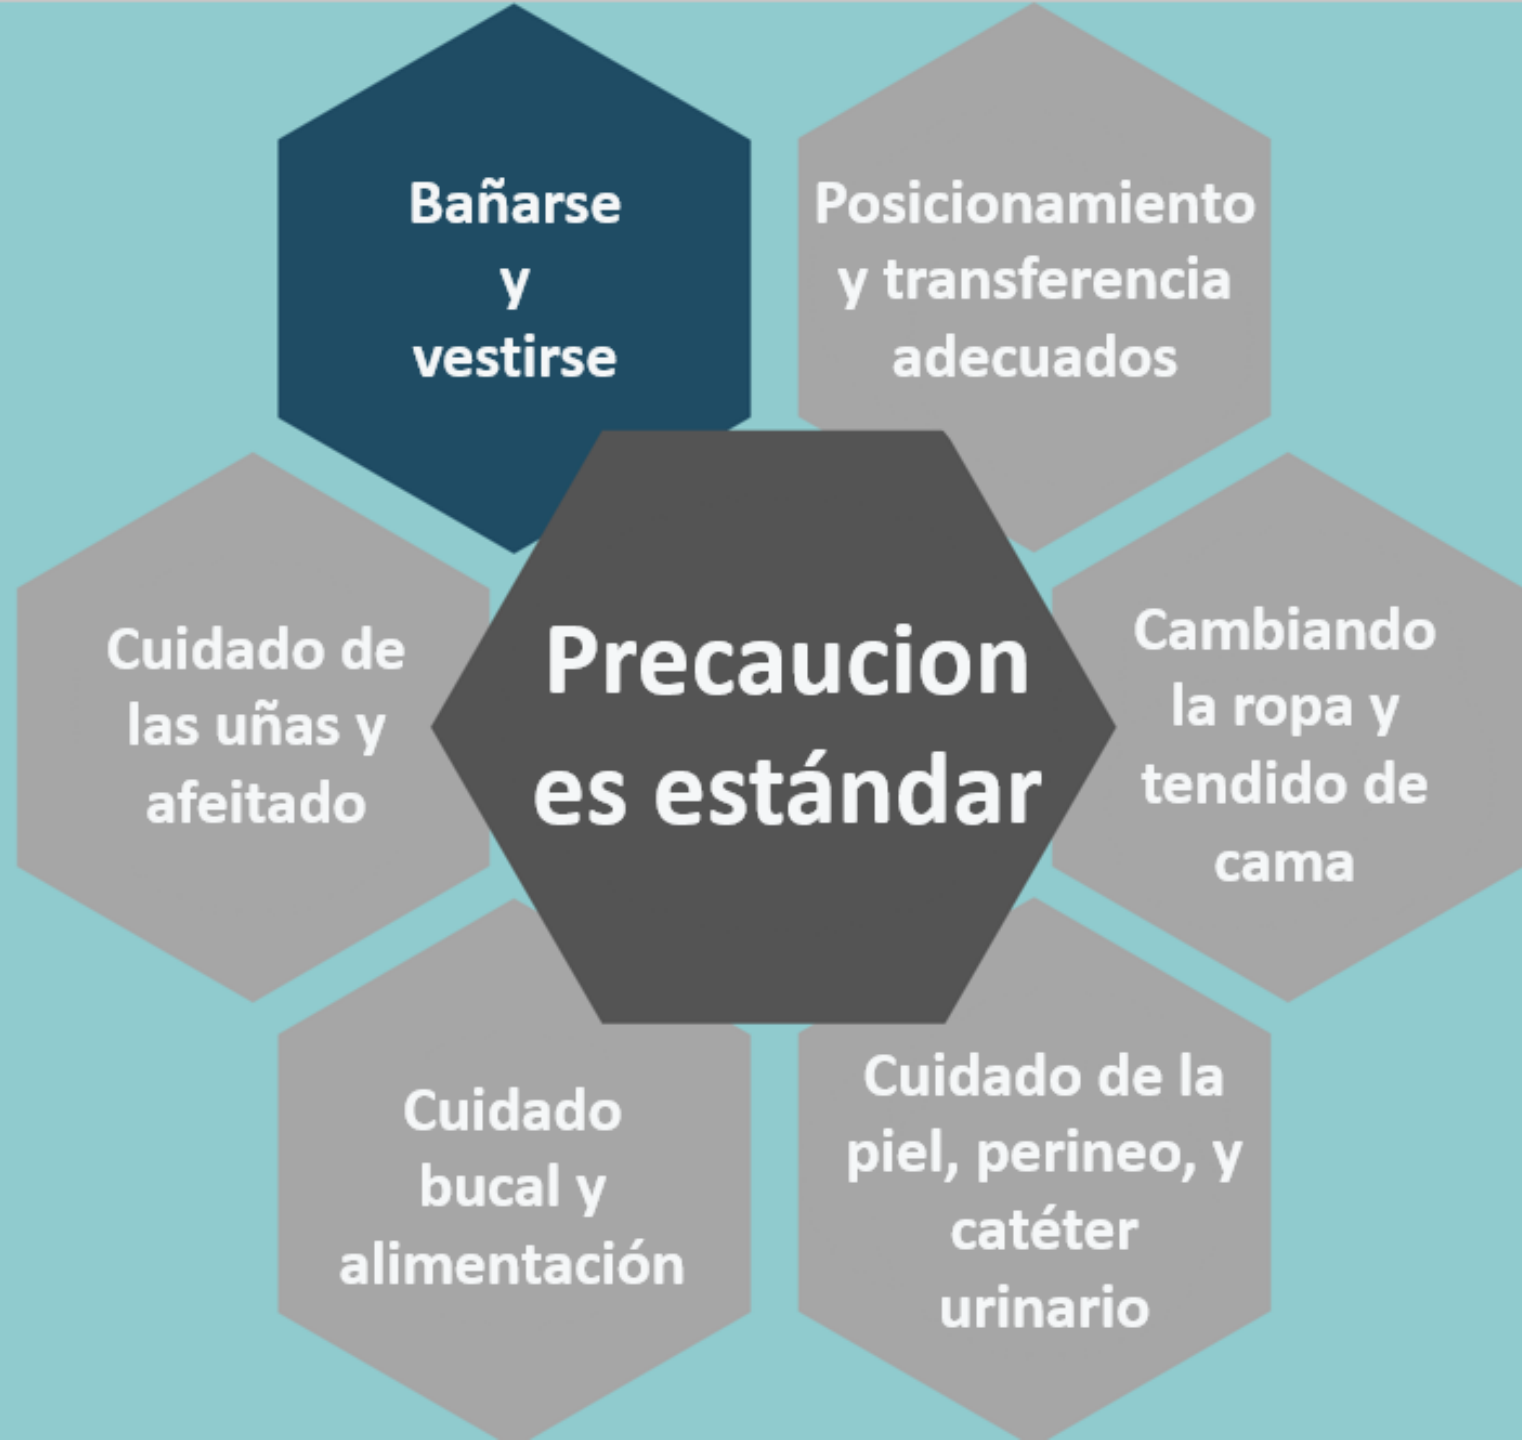 Bañarse
y
vestirse
Posicionamiento
y transferencia
adecuados
Cuidado de
las uñas y
afeitado
Precaucion
es estándar
Cambiando
la ropa y
tendido de
cama
Cuidado
bucal y
alimentación
Cuidado de la
piel, perineo, y
catéter
urinario